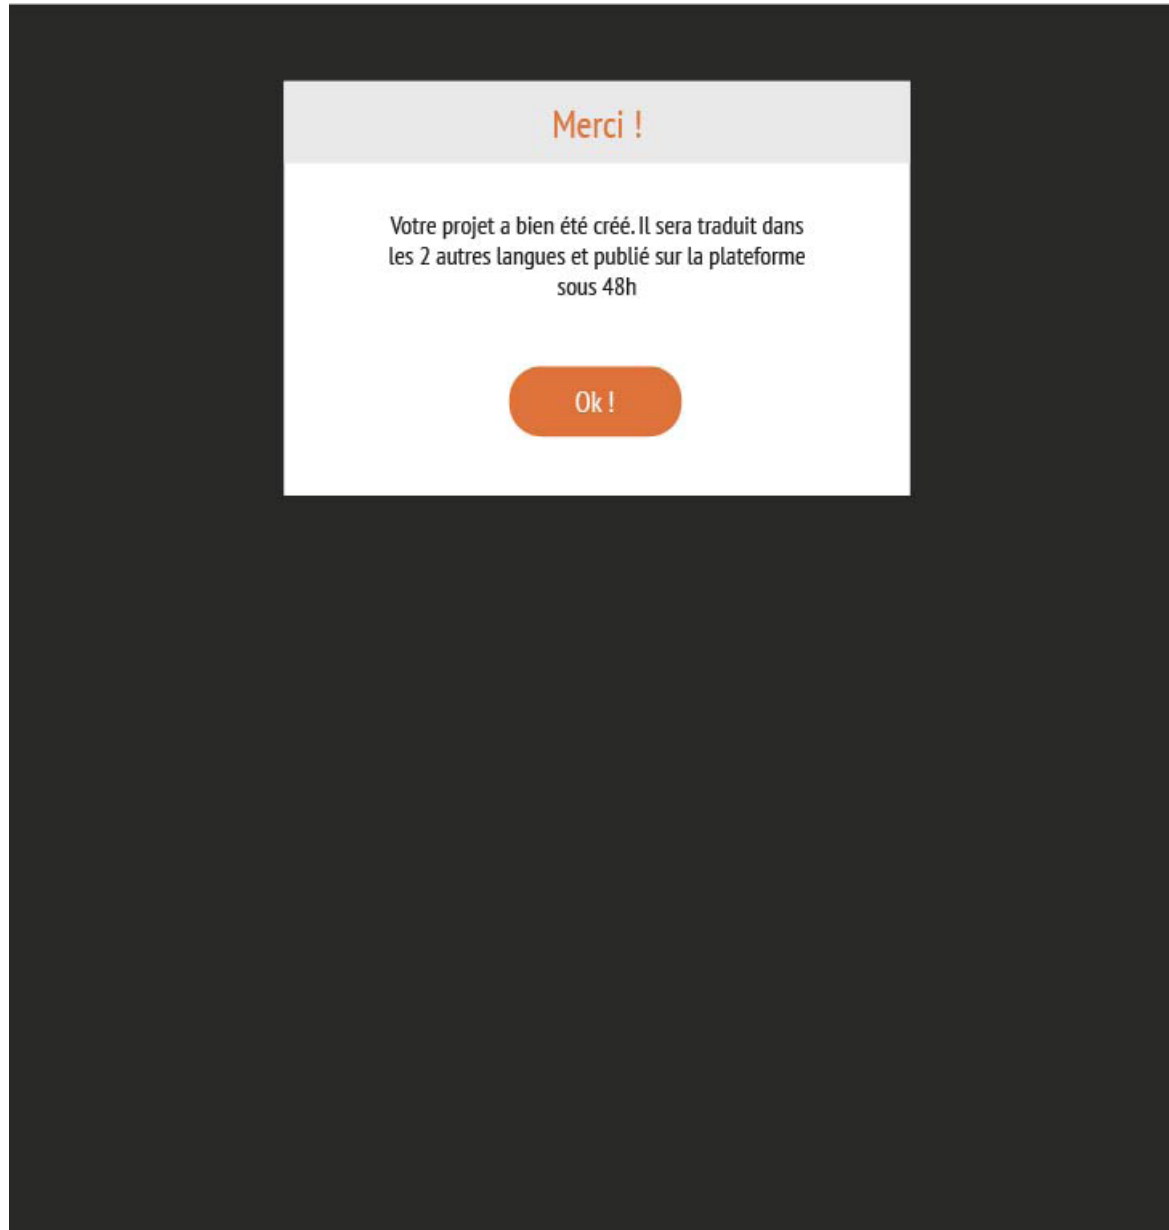 Merci !
Votre projet a bien été créé. Il sera traduit dans
les 2 autres langues et publié sur la plateforme
sous 48h
Ok !